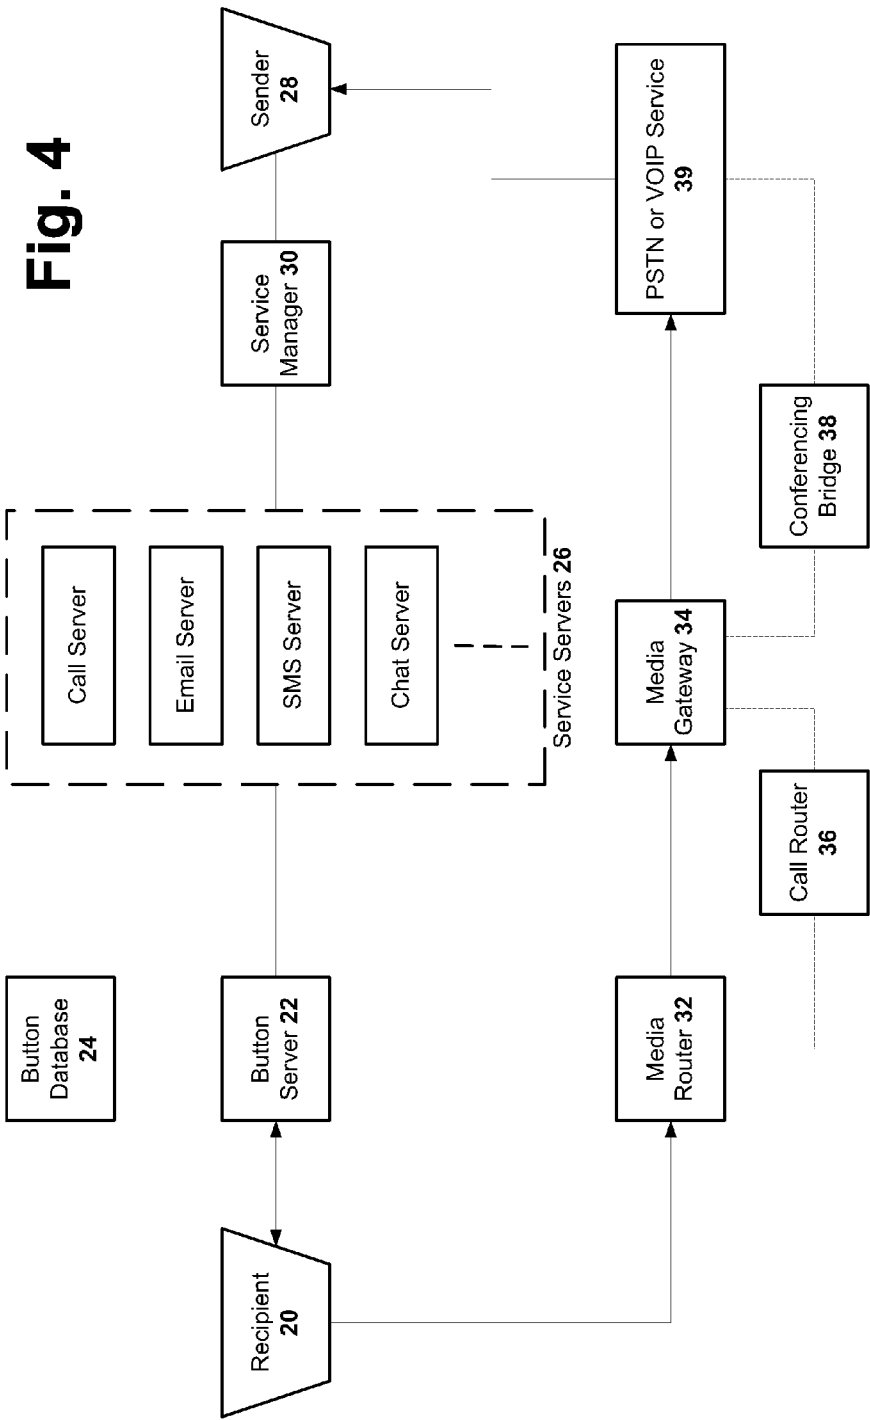 Fig. 4
Button
Database
24
Call Server
Email Server
SMS Server
Chat Server
Service Servers 26
Recipient
20
Button
Server 22
Service
Manager 30
Sender
28
Media
Router 32
Media
Gateway 34
PSTN or VOIP Service
39
Call Router
36
Conferencing
Bridge 38